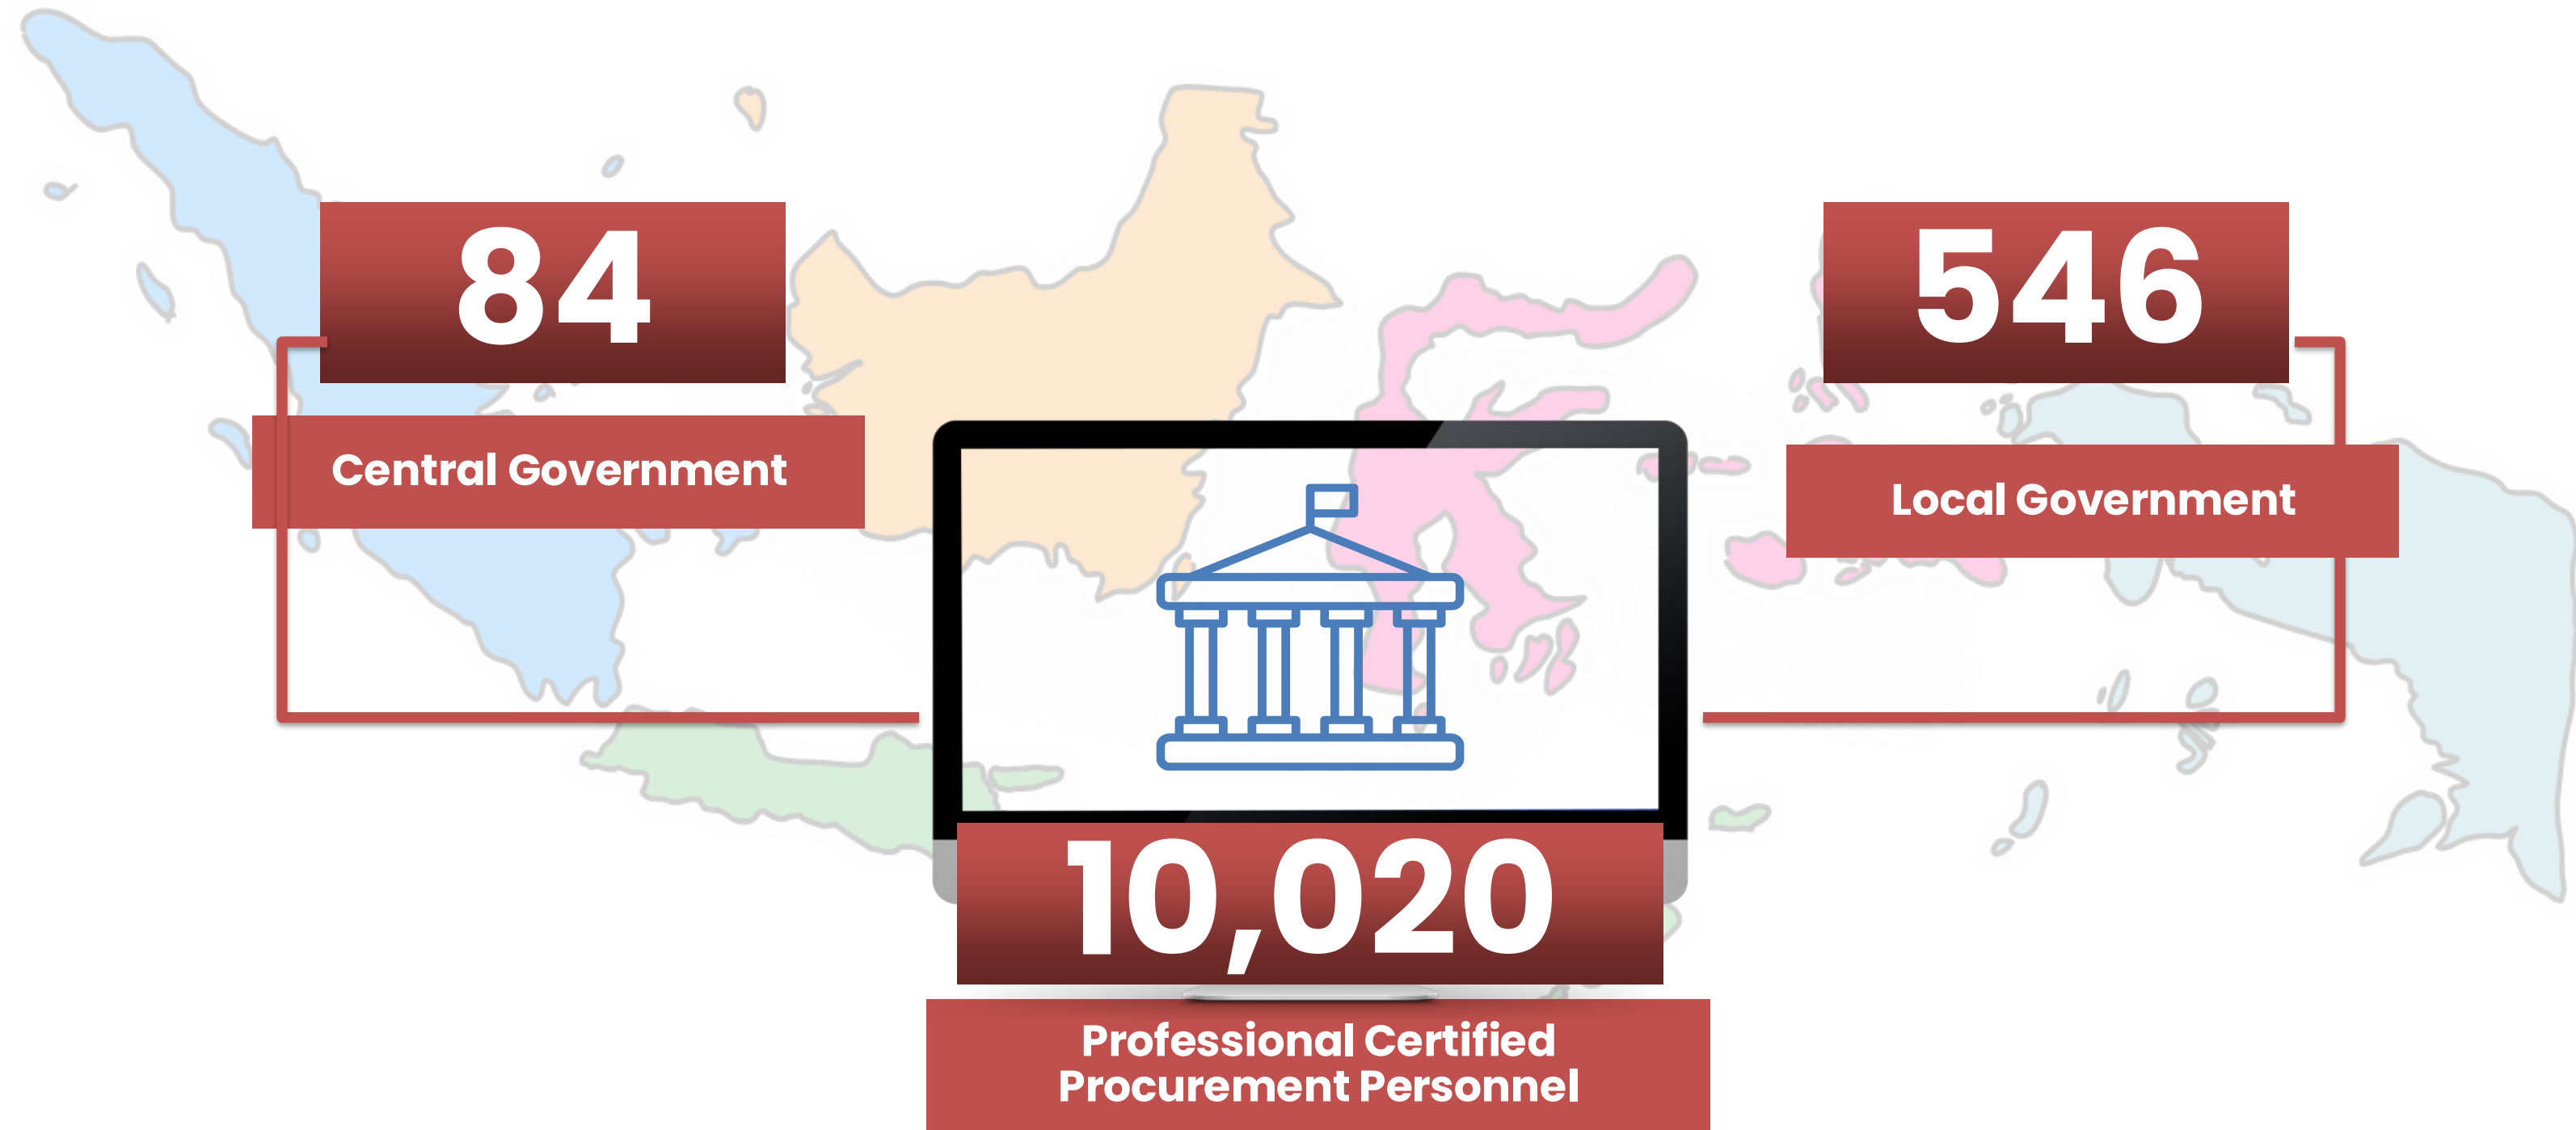 84
Central Government
546
Local Government
10,020
Professional Certified
Procurement Personnel